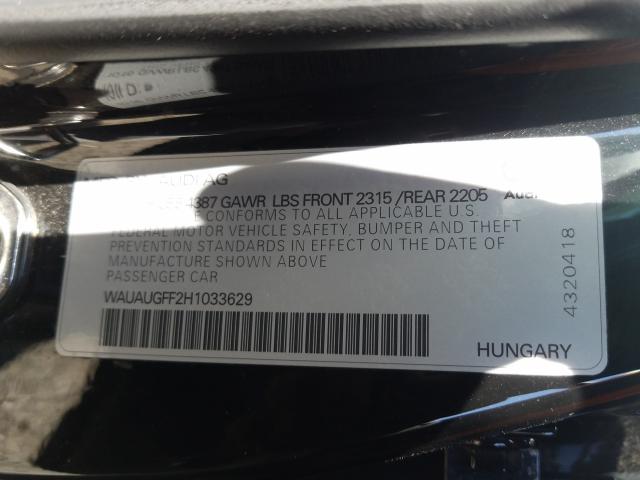 AUDI AG
4387 GAWR LBS FRONT 2315 /REAR 2205 Audi
CONFORMS TO ALL APPLICABLE U.S.
FEDERAL MOTOR VEHICLE SAFETY, BUMPER AND THEFT
PREVENTION STANDARDS IN EFFECT ON THE DATE OF
MANUFACTURE SHOWN ABOVE
PASSENGER CAR
WAUAUGFF2H1033629
HUNGARY
4320418